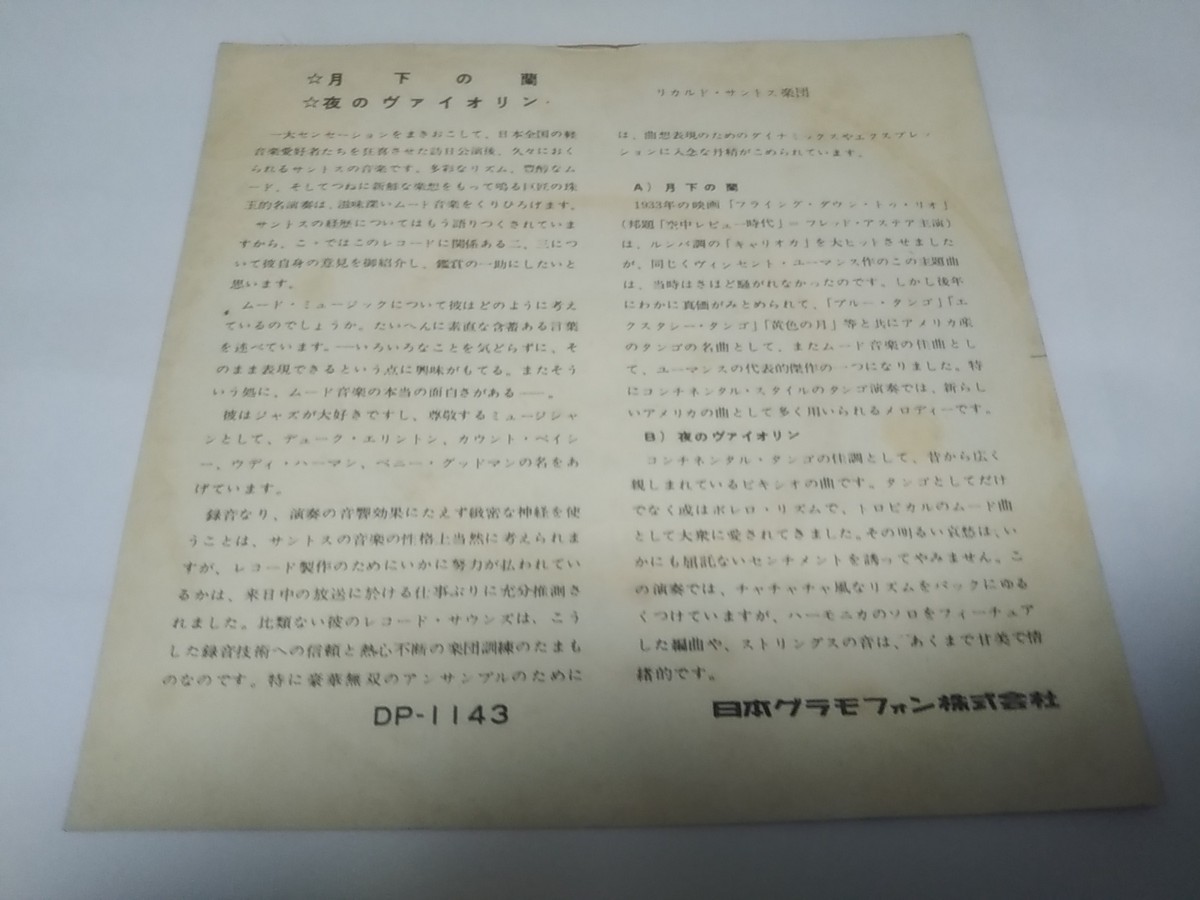 ☆月下の蘭
☆夜のヴァイオリン
リカルド・サントス楽団
一大センセーションをまきおこして、日本全国の軽
音楽愛好者たちを狂喜させた訪日公演後、久々におく
られるサントスの音楽です。多彩なリズム、豊醇なム
ード、そしてつねに新鮮な楽想をもって鳴る巨匠の珠
玉的名演奏は、滋味深いムード音楽をくりひろげます。
サントスの経歴についてはもう語りつくされていま
すから、こゝではこのレコードに関係ある二、三につ
いて彼自身の意見を御紹介し、鑑賞の一助にしたいと
思います。
ムード・ミュージックについて彼はどのように考え
ているのでしょうか。たいへんに素直な含蓄ある言葉
を述べています。――いろいろなことを気どらずに、そ
のまま表現できるという点に興味がもてる。またそう
いう処に、ムード音楽の本当の面白さがある――。
彼はジャズが大好きですし、尊敬するミュージシャ
ンとして、デューク・エリントン、カウント・ベイシ
ー、ウディ・ハーマン、ベニー・グッドマンの名をあ
げています。
録音なり、演奏の音響効果にたえず緻密な神経を使
うことは、サントスの音楽の性格上当然に考えられま
すが、レコード製作のためにいかに努力が払われてい
るかは、来日中の放送に於ける仕事ぶりに充分推測さ
れました。比類ない彼のレコード・サウンズは、こう
した録音技術への信頼と熱心不断の楽団訓練のたまも
のなのです。特に豪華無双のアンサンブルのために
は、曲想表現のためのダイナミックスやエクスプレッ
ションに入念な丹精がこめられています。
A）月下の蘭
1933年の映画「フライング・ダウン・トゥ・リオ」
（邦題「空中レビュー時代」＝フレッド・アステア主演）
は、ルンバ調の「キャリオカ」を大ヒットさせました
が、同じくヴィンセント・ユーマンス作のこの主題曲
は、当時はさほど騒がれなかったのです。しかし後年
にわかに真価がみとめられて、「ブルー・タンゴ」「エ
クスタシー・タンゴ」「黄色の月」等と共にアメリカ産
のタンゴの名曲として、またムード音楽の佳曲とし
て、ユーマンスの代表的傑作の一つになりました。特
にコンチネンタル・スタイルのタンゴ演奏では、新らし
いアメリカの曲として多く用いられるメロディーです。
B）夜のヴァイオリン
コンチネンタル・タンゴの佳調として、昔から広く
親しまれているビキシオの曲です。タンゴとしてだけ
でなく或はボレロ・リズムで、トロピカルのムード曲
として大衆に愛されてきました。その明るい哀愁は、い
かにも屈託ないセンチメントを誘ってやみません。こ
の演奏では、チャチャチャ風なリズムをバックにゆる
くつけていますが、ハーモニカのソロをフィーチュア
した編曲や、ストリングスの音は、あくまで甘美で情
緒的です。
DP-1143
日本グラモフォン株式会社